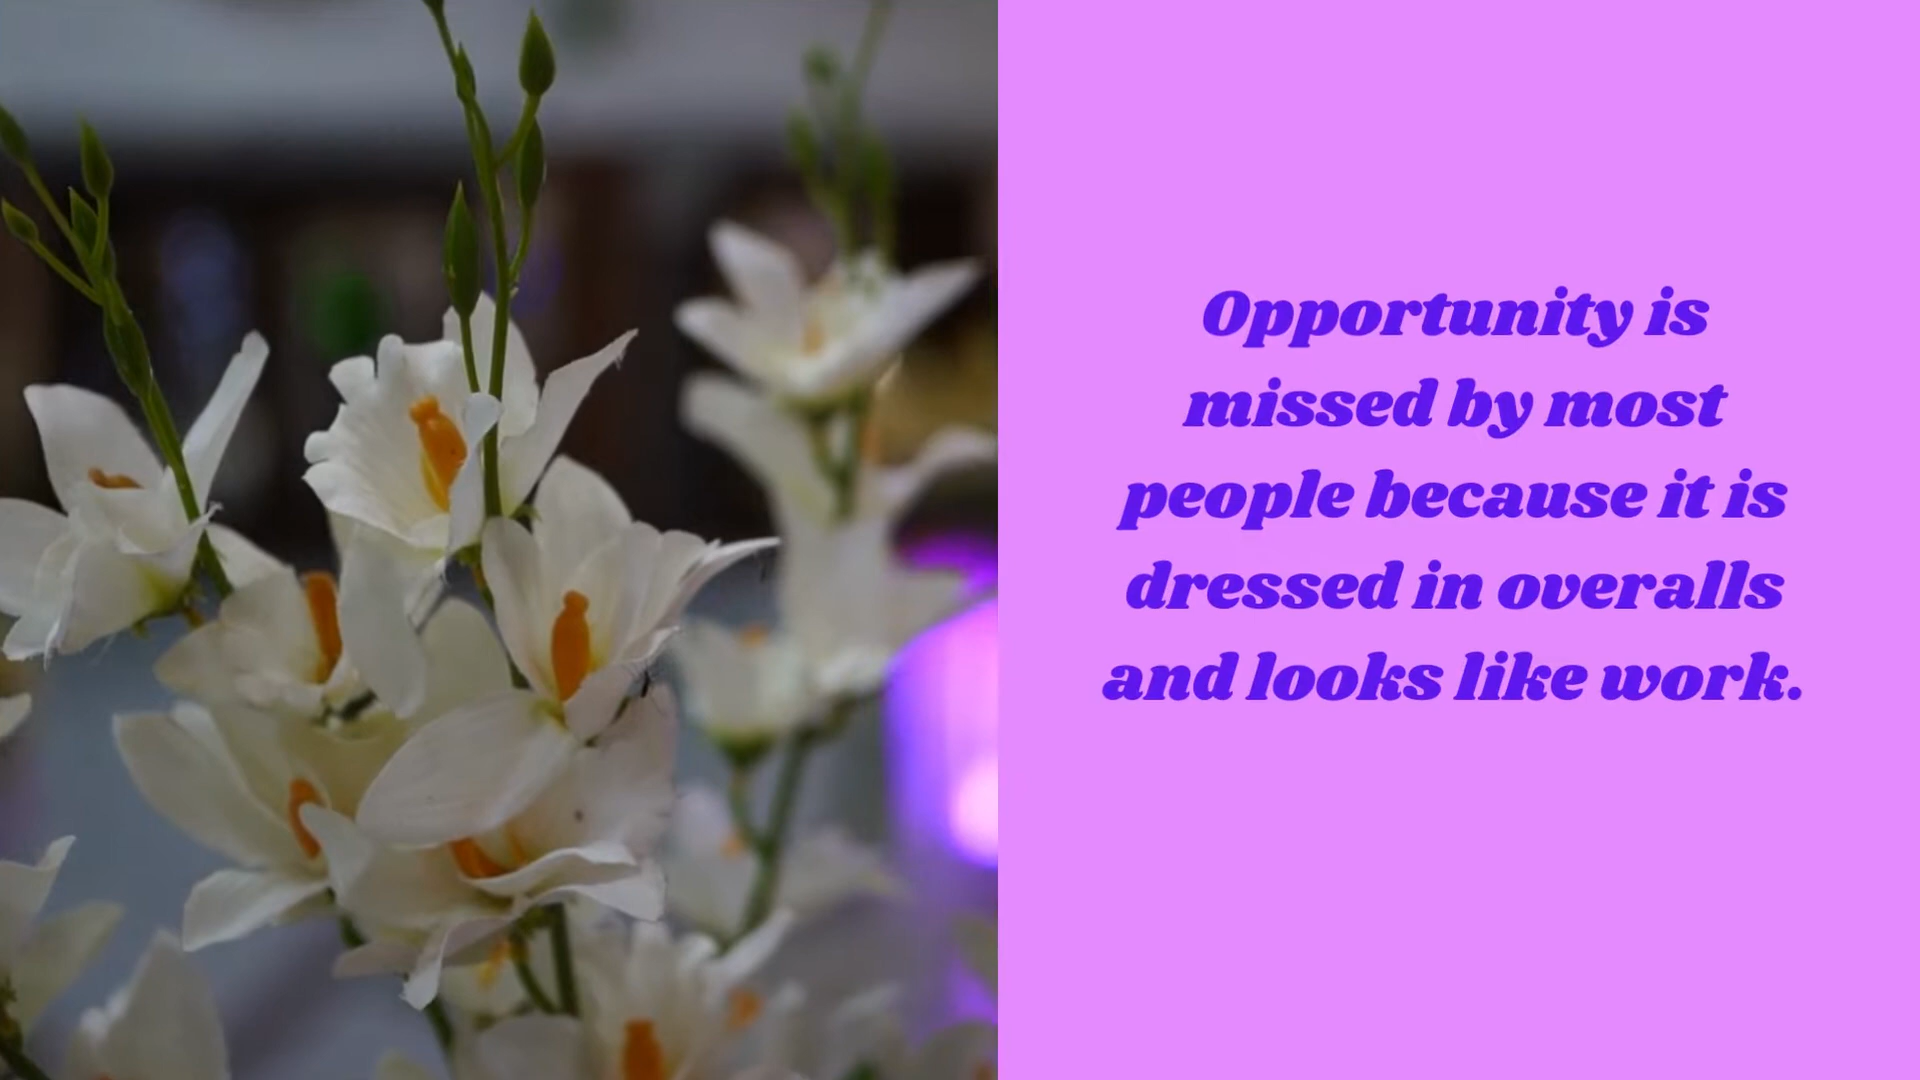 Opportunity is
missed by most
people because it is
dressed in overalls
and looks like work.